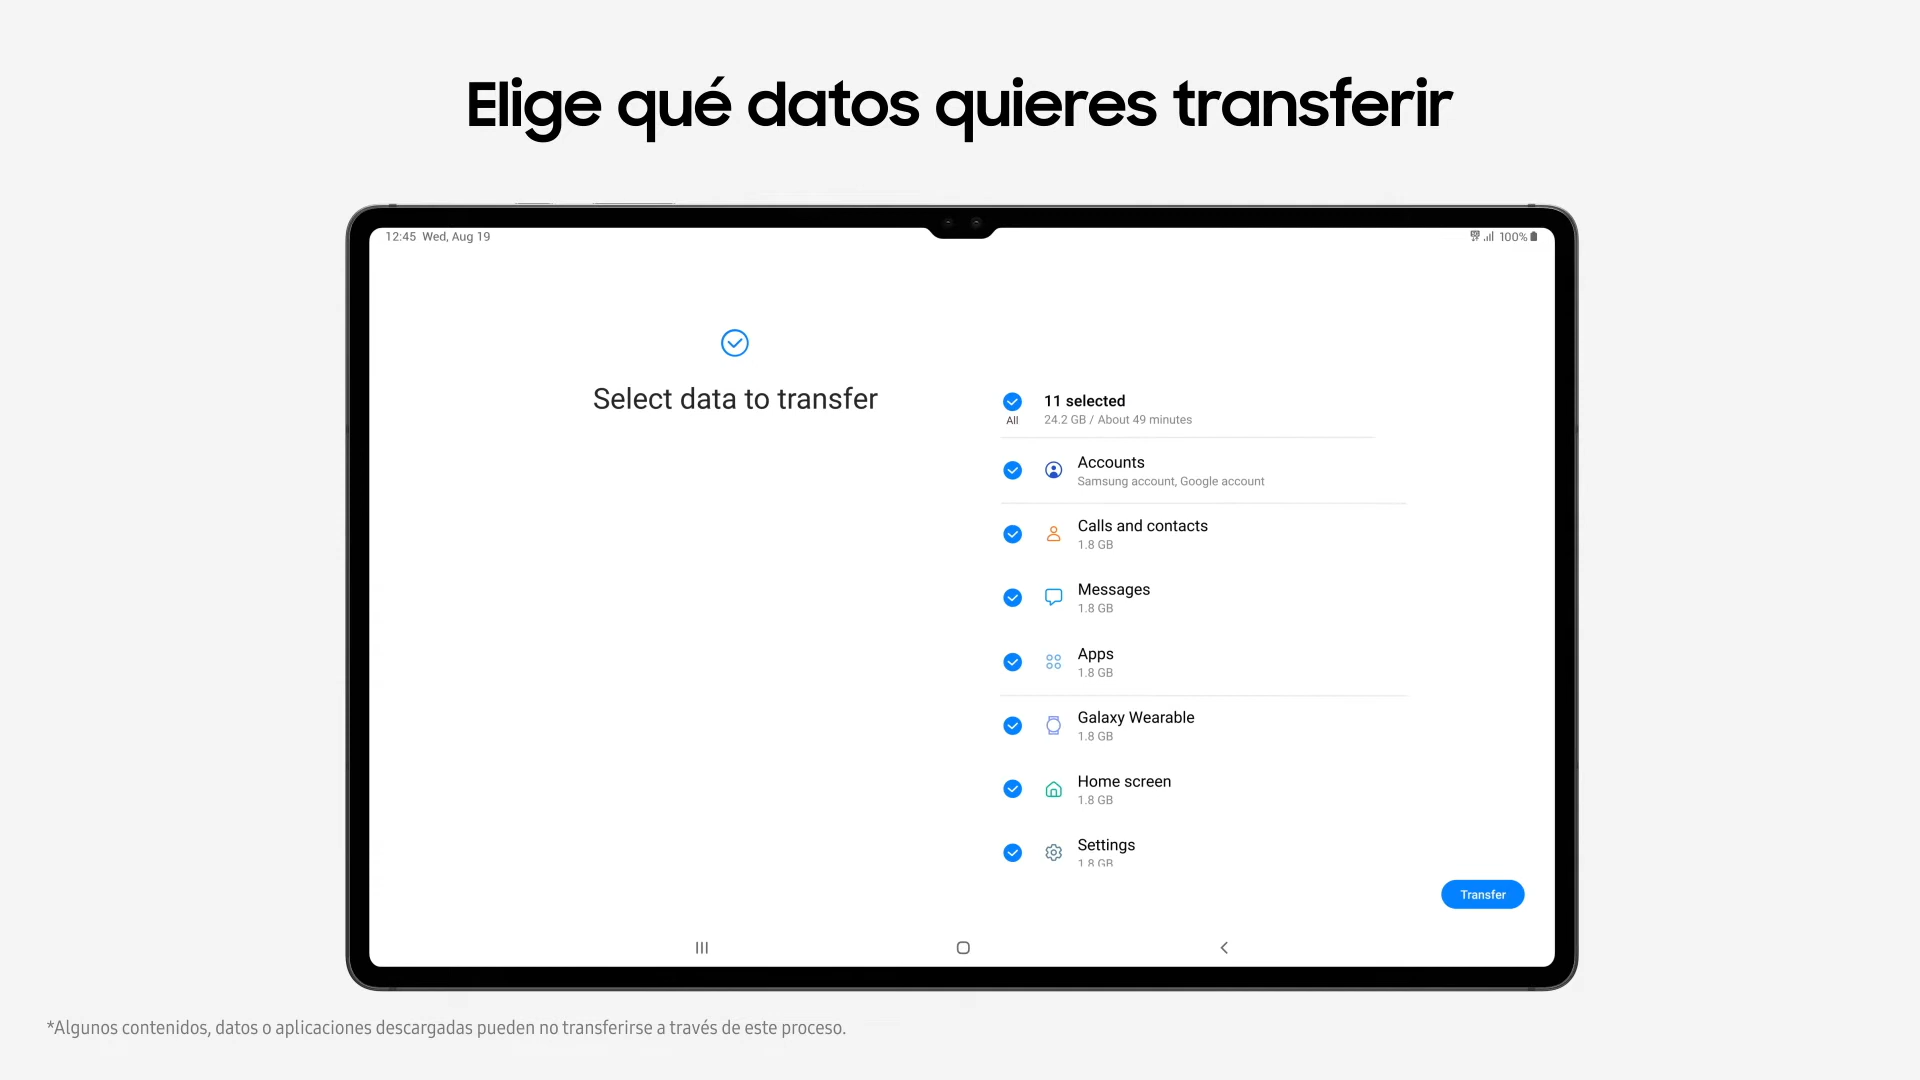 Elige qué datos quieres transferir
12:45 Wed, Aug 19
100%
Select data to transfer
11 selected
All
24.2 GB / About 49 minutes
Accounts
Samsung account, Google account
Calls and contacts
1.8 GB
Messages
1.8 GB
Apps
1.8 GB
Galaxy Wearable
1.8 GB
Home screen
1.8 GB
Settings
1.8 GB
Transfer
*Algunos contenidos, datos o aplicaciones descargadas pueden no transferirse a través de este proceso.